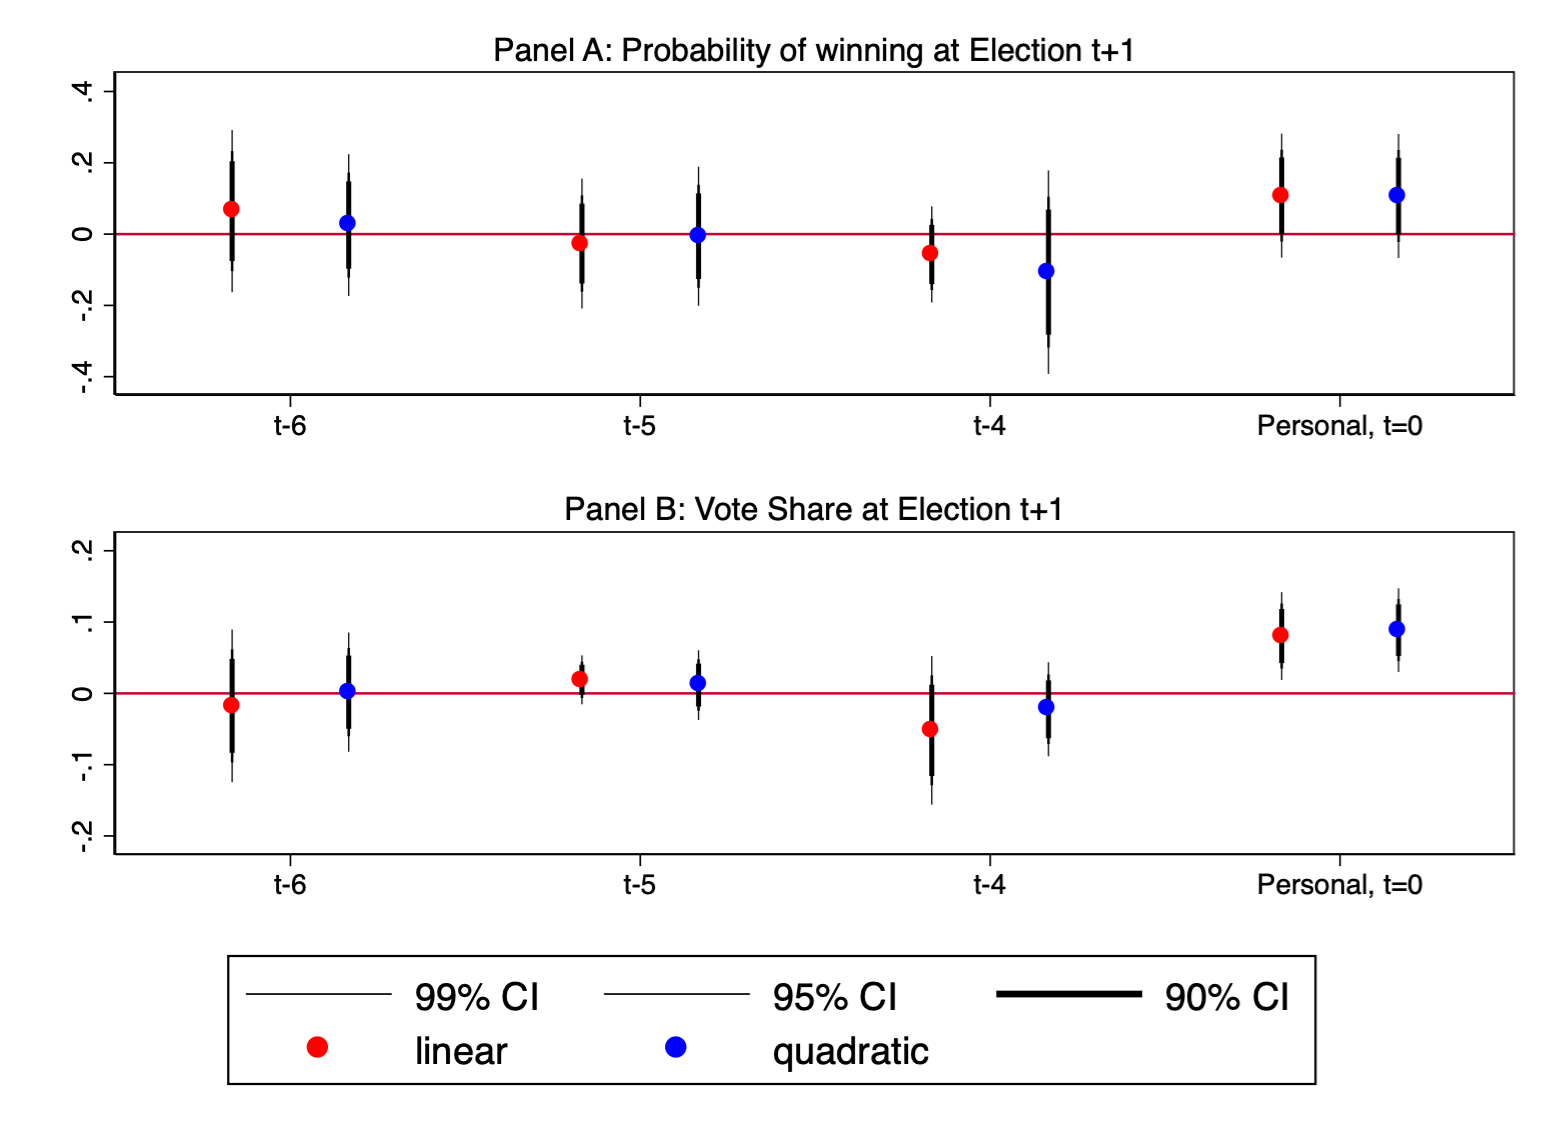 Panel A: Probability of winning at Election t+1
.4
.2
0
-.2
-.4
t-6 t-5 t-4 Personal, t=0
Panel B: Vote Share at Election t+1
.2
.1
0
-.1
-.2
t-6 t-5 t-4 Personal, t=0
99% CI 95% CI 90% CI
linear quadratic